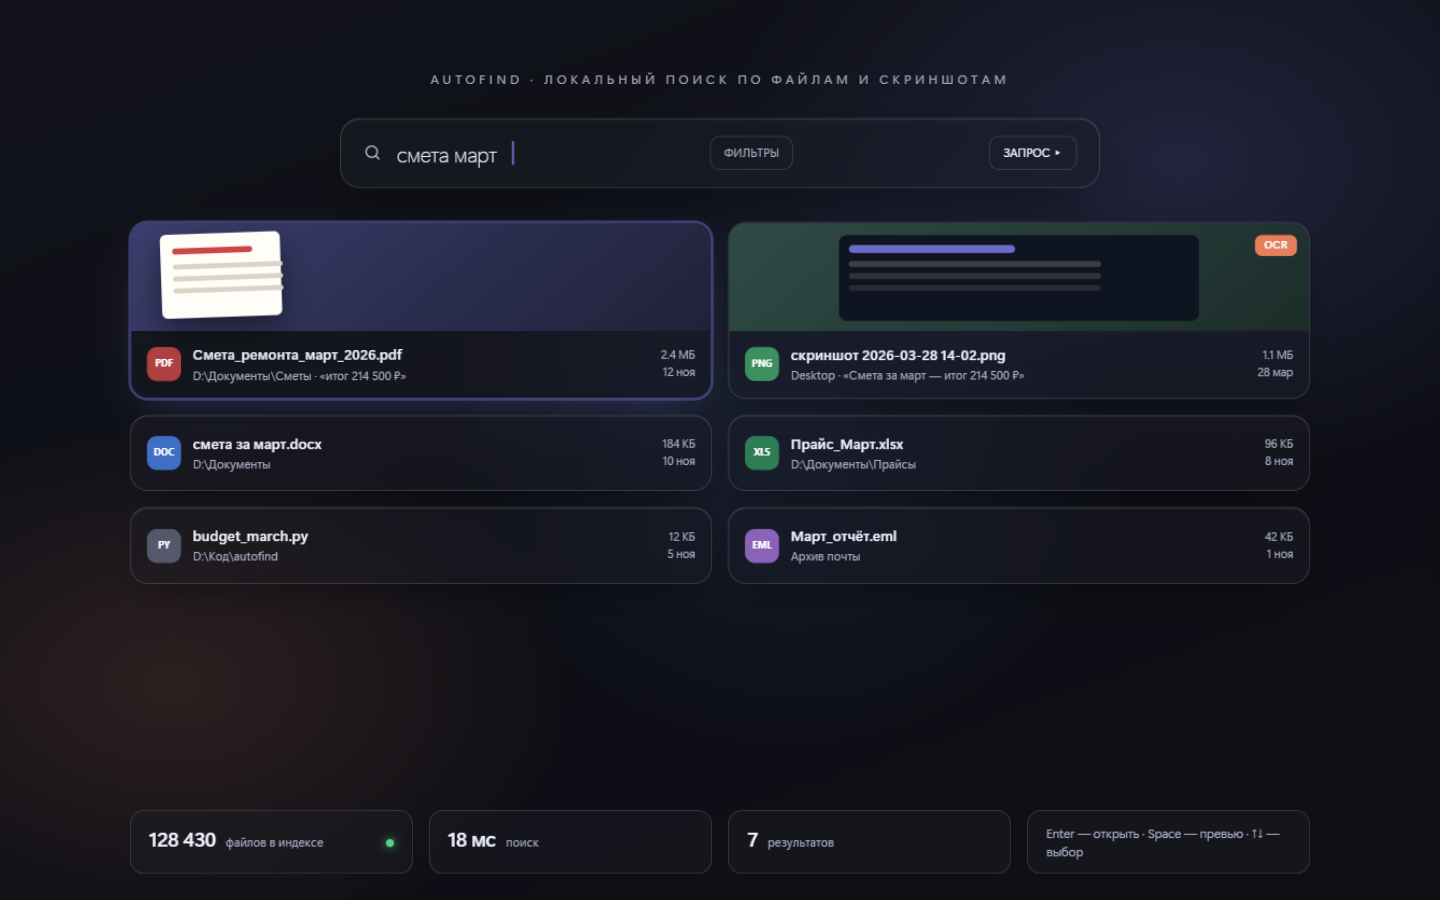 AUTOFIND · ЛОКАЛЬНЫЙ ПОИСК ПО ФАЙЛАМ И СКРИНШОТАМ
смета март
ФИЛЬТРЫ
ЗАПРОС ▸
OCR
PDF
Смета_ремонта_март_2026.pdf
2.4 МБ
D:\Документы\Сметы · «итог 214 500 ₽»
12 ноя
PNG
скриншот 2026-03-28 14-02.png
1.1 МБ
Desktop · «Смета за март — итог 214 500 ₽»
28 мар
DOC
смета за март.docx
184 КБ
D:\Документы
10 ноя
XLS
Прайс_Март.xlsx
96 КБ
D:\Документы\Прайсы
8 ноя
PY
budget_march.py
12 КБ
D:\Код\autofind
5 ноя
EML
Март_отчёт.eml
42 КБ
Архив почты
1 ноя
128 430 файлов в индексе
18 мс поиск
7 результатов
Enter — открыть · Space — превью · ↑↓ —
выбор